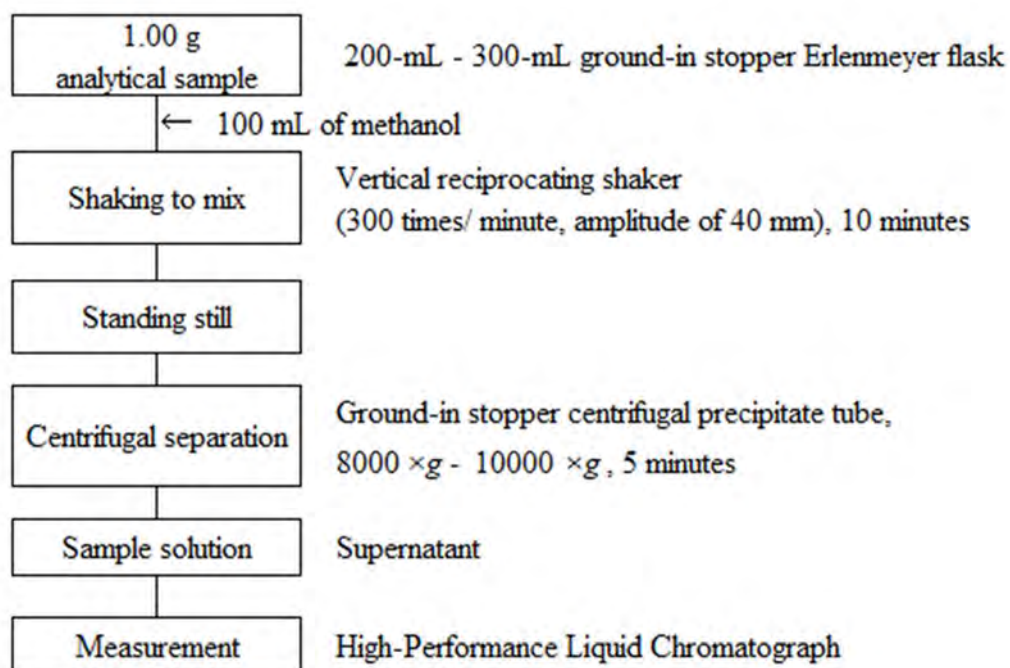 1.00 g
analytical sample
200-mL - 300-mL ground-in stopper Erlenmeyer flask
← 100 mL of methanol
Shaking to mix
Vertical reciprocating shaker
(300 times/ minute, amplitude of 40 mm), 10 minutes
Standing still
Centrifugal separation
Ground-in stopper centrifugal precipitate tube,
8000 ×g - 10000 ×g , 5 minutes
Sample solution
Supernatant
Measurement
High-Performance Liquid Chromatograph